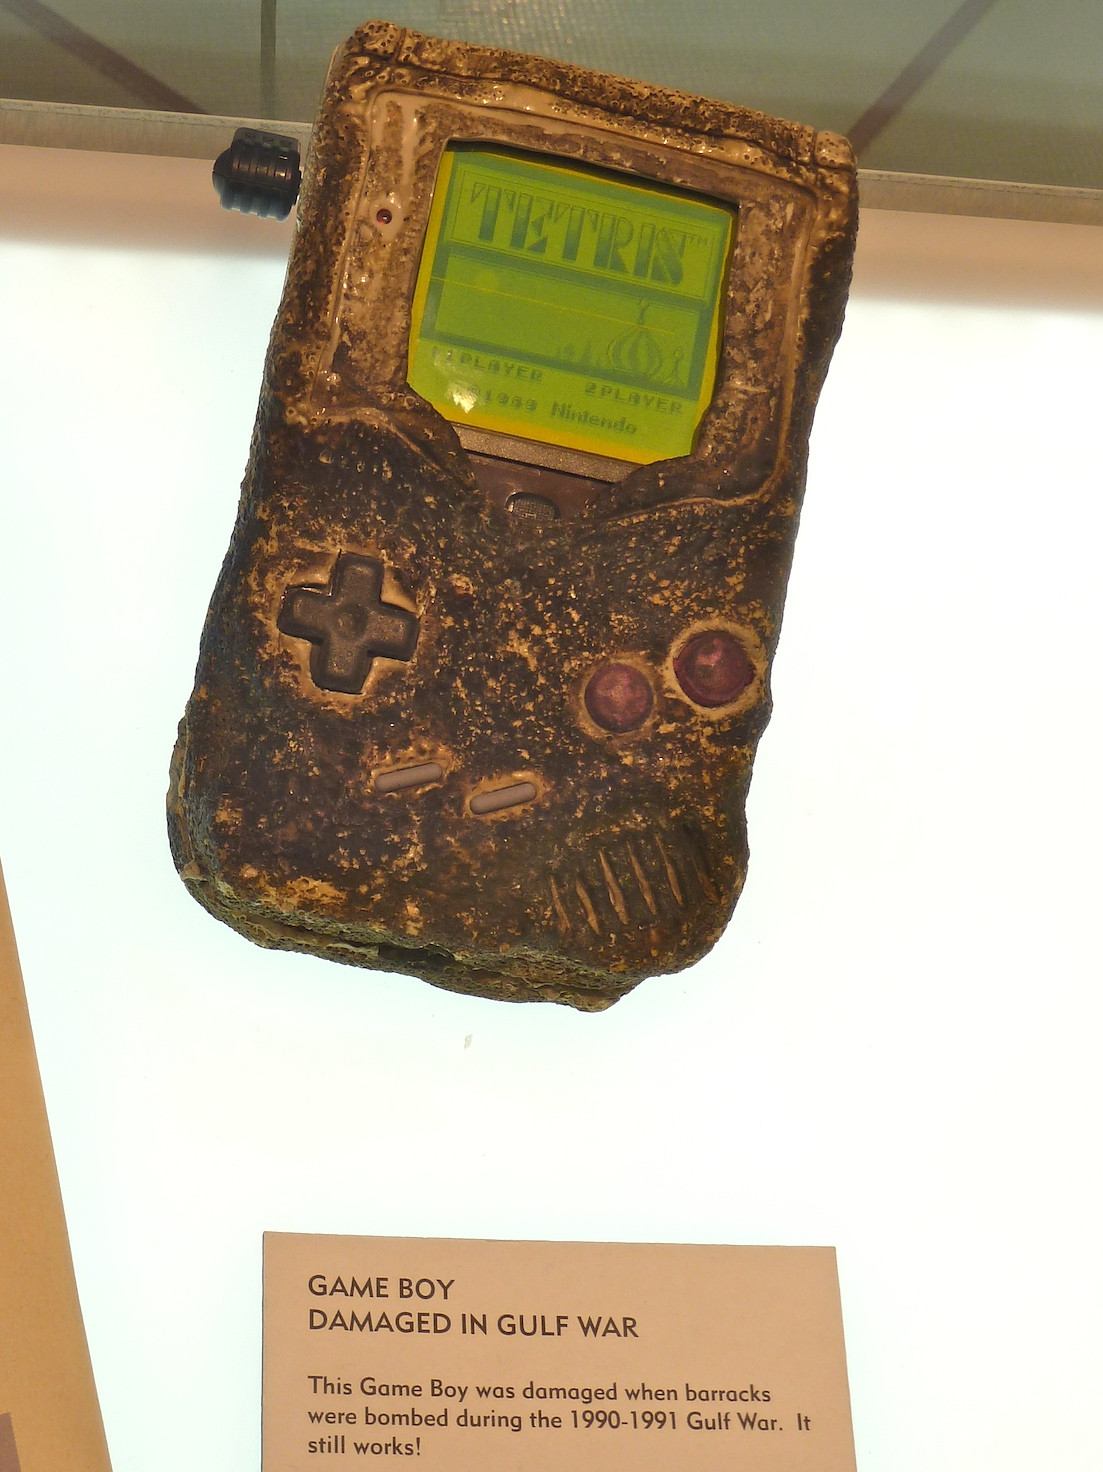 TETRIS™
1PLAYER 2PLAYER
©1989 Nintendo
GAME BOY
DAMAGED IN GULF WAR
This Game Boy was damaged when barracks
were bombed during the 1990-1991 Gulf War. It
still works!